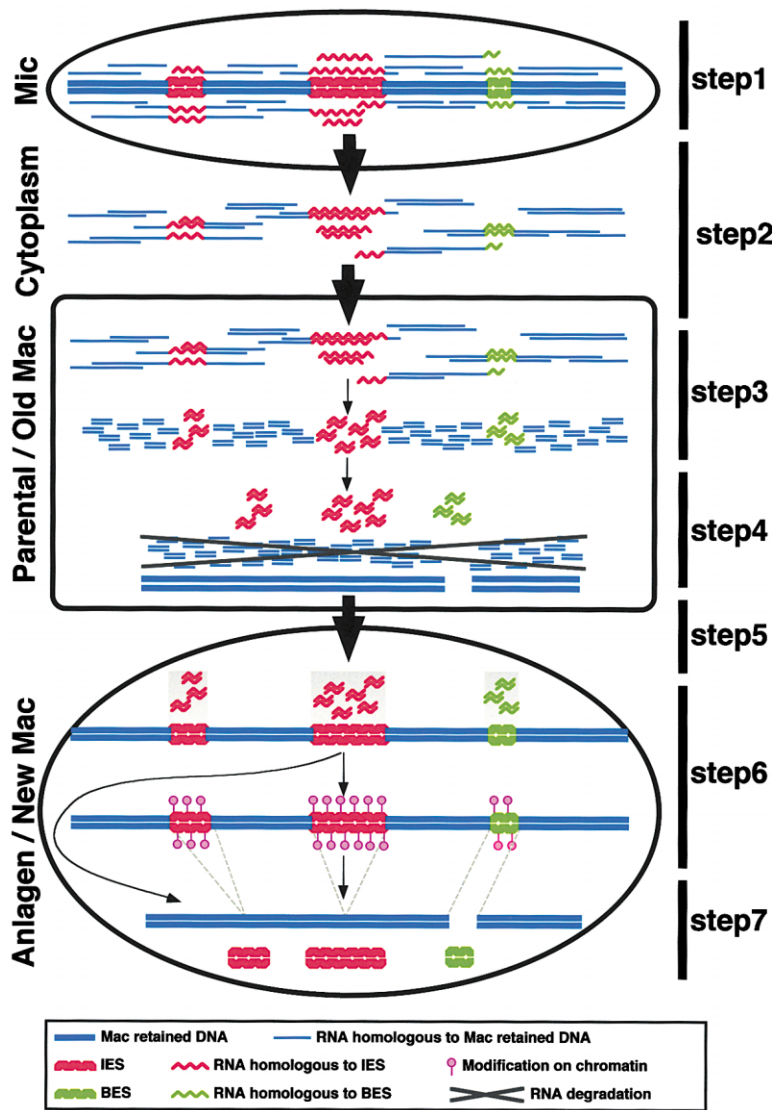 Mic
step1
Cytoplasm
step2
Parental / Old Mac
step3
step4
step5
Anlagen / New Mac
step6
step7
Mac retained DNA
RNA homologous to Mac retained DNA
IES
RNA homologous to IES
Modification on chromatin
BES
RNA homologous to BES
RNA degradation